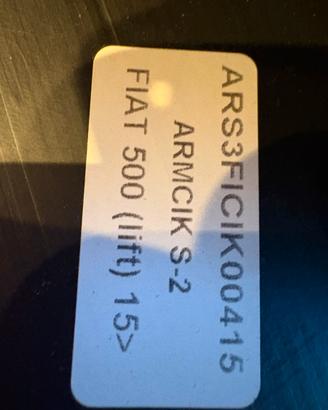 ARS3FICIK00415
ARMCIK S-2
FIAT 500 (lift) 15>